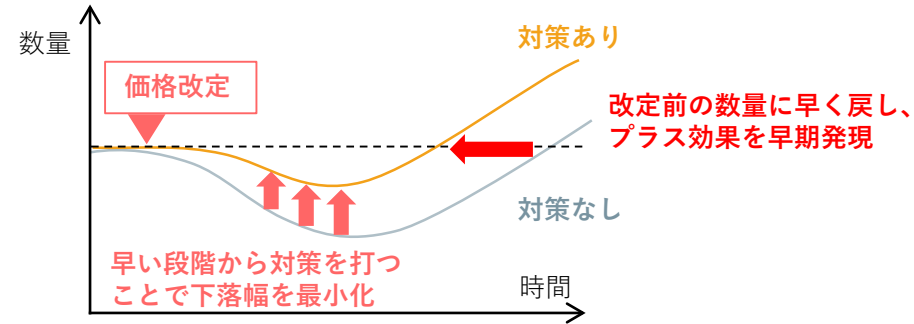 数量
価格改定
対策あり
改定前の数量に早く戻し、
プラス効果を早期発現
対策なし
早い段階から対策を打つ
ことで下落幅を最小化
時間